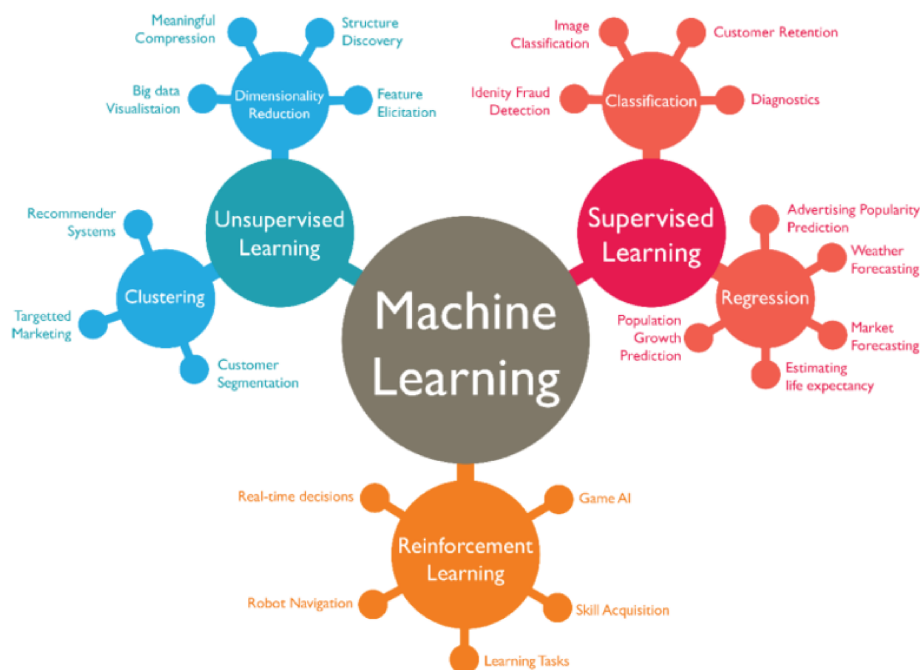 Meaningful
Compression
Structure
Discovery
Big data
Visualistaion
Dimensionality
Reduction
Feature
Elicitation
Image
Classification
Customer Retention
Idenity Fraud
Detection
Classification
Diagnostics
Recommender
Systems
Unsupervised
Learning
Clustering
Targetted
Marketing
Customer
Segmentation
Supervised
Learning
Advertising Popularity
Prediction
Weather
Forecasting
Regression
Population
Growth
Prediction
Market
Forecasting
Estimating
life expectancy
Machine
Learning
Real-time decisions
Game AI
Reinforcement
Learning
Robot Navigation
Skill Acquisition
Learning Tasks